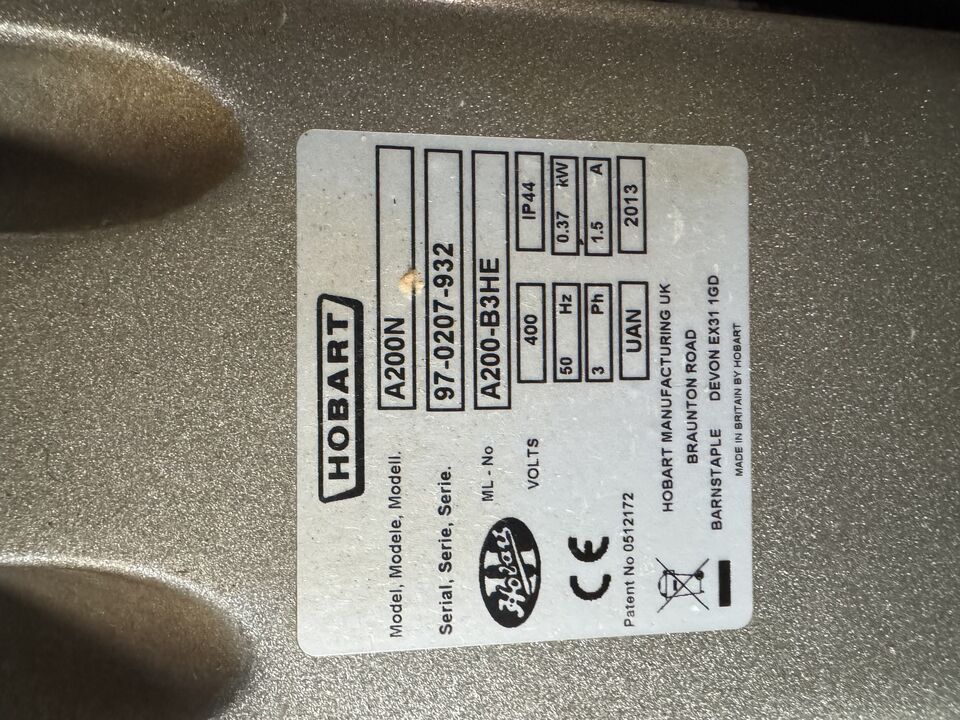 HOBART
Model, Modele, Modell. A200N
Serial, Serie, Serie. 97-0207-932
Hobart ML - No A200-B3HE
VOLTS 400 IP44
CE 50 Hz 0.37 kW
3 Ph 1.5 A
Patent No 0512172 UAN 2013
HOBART MANUFACTURING UK
BRAUNTON ROAD
BARNSTAPLE DEVON EX31 1GD
MADE IN BRITAIN BY HOBART